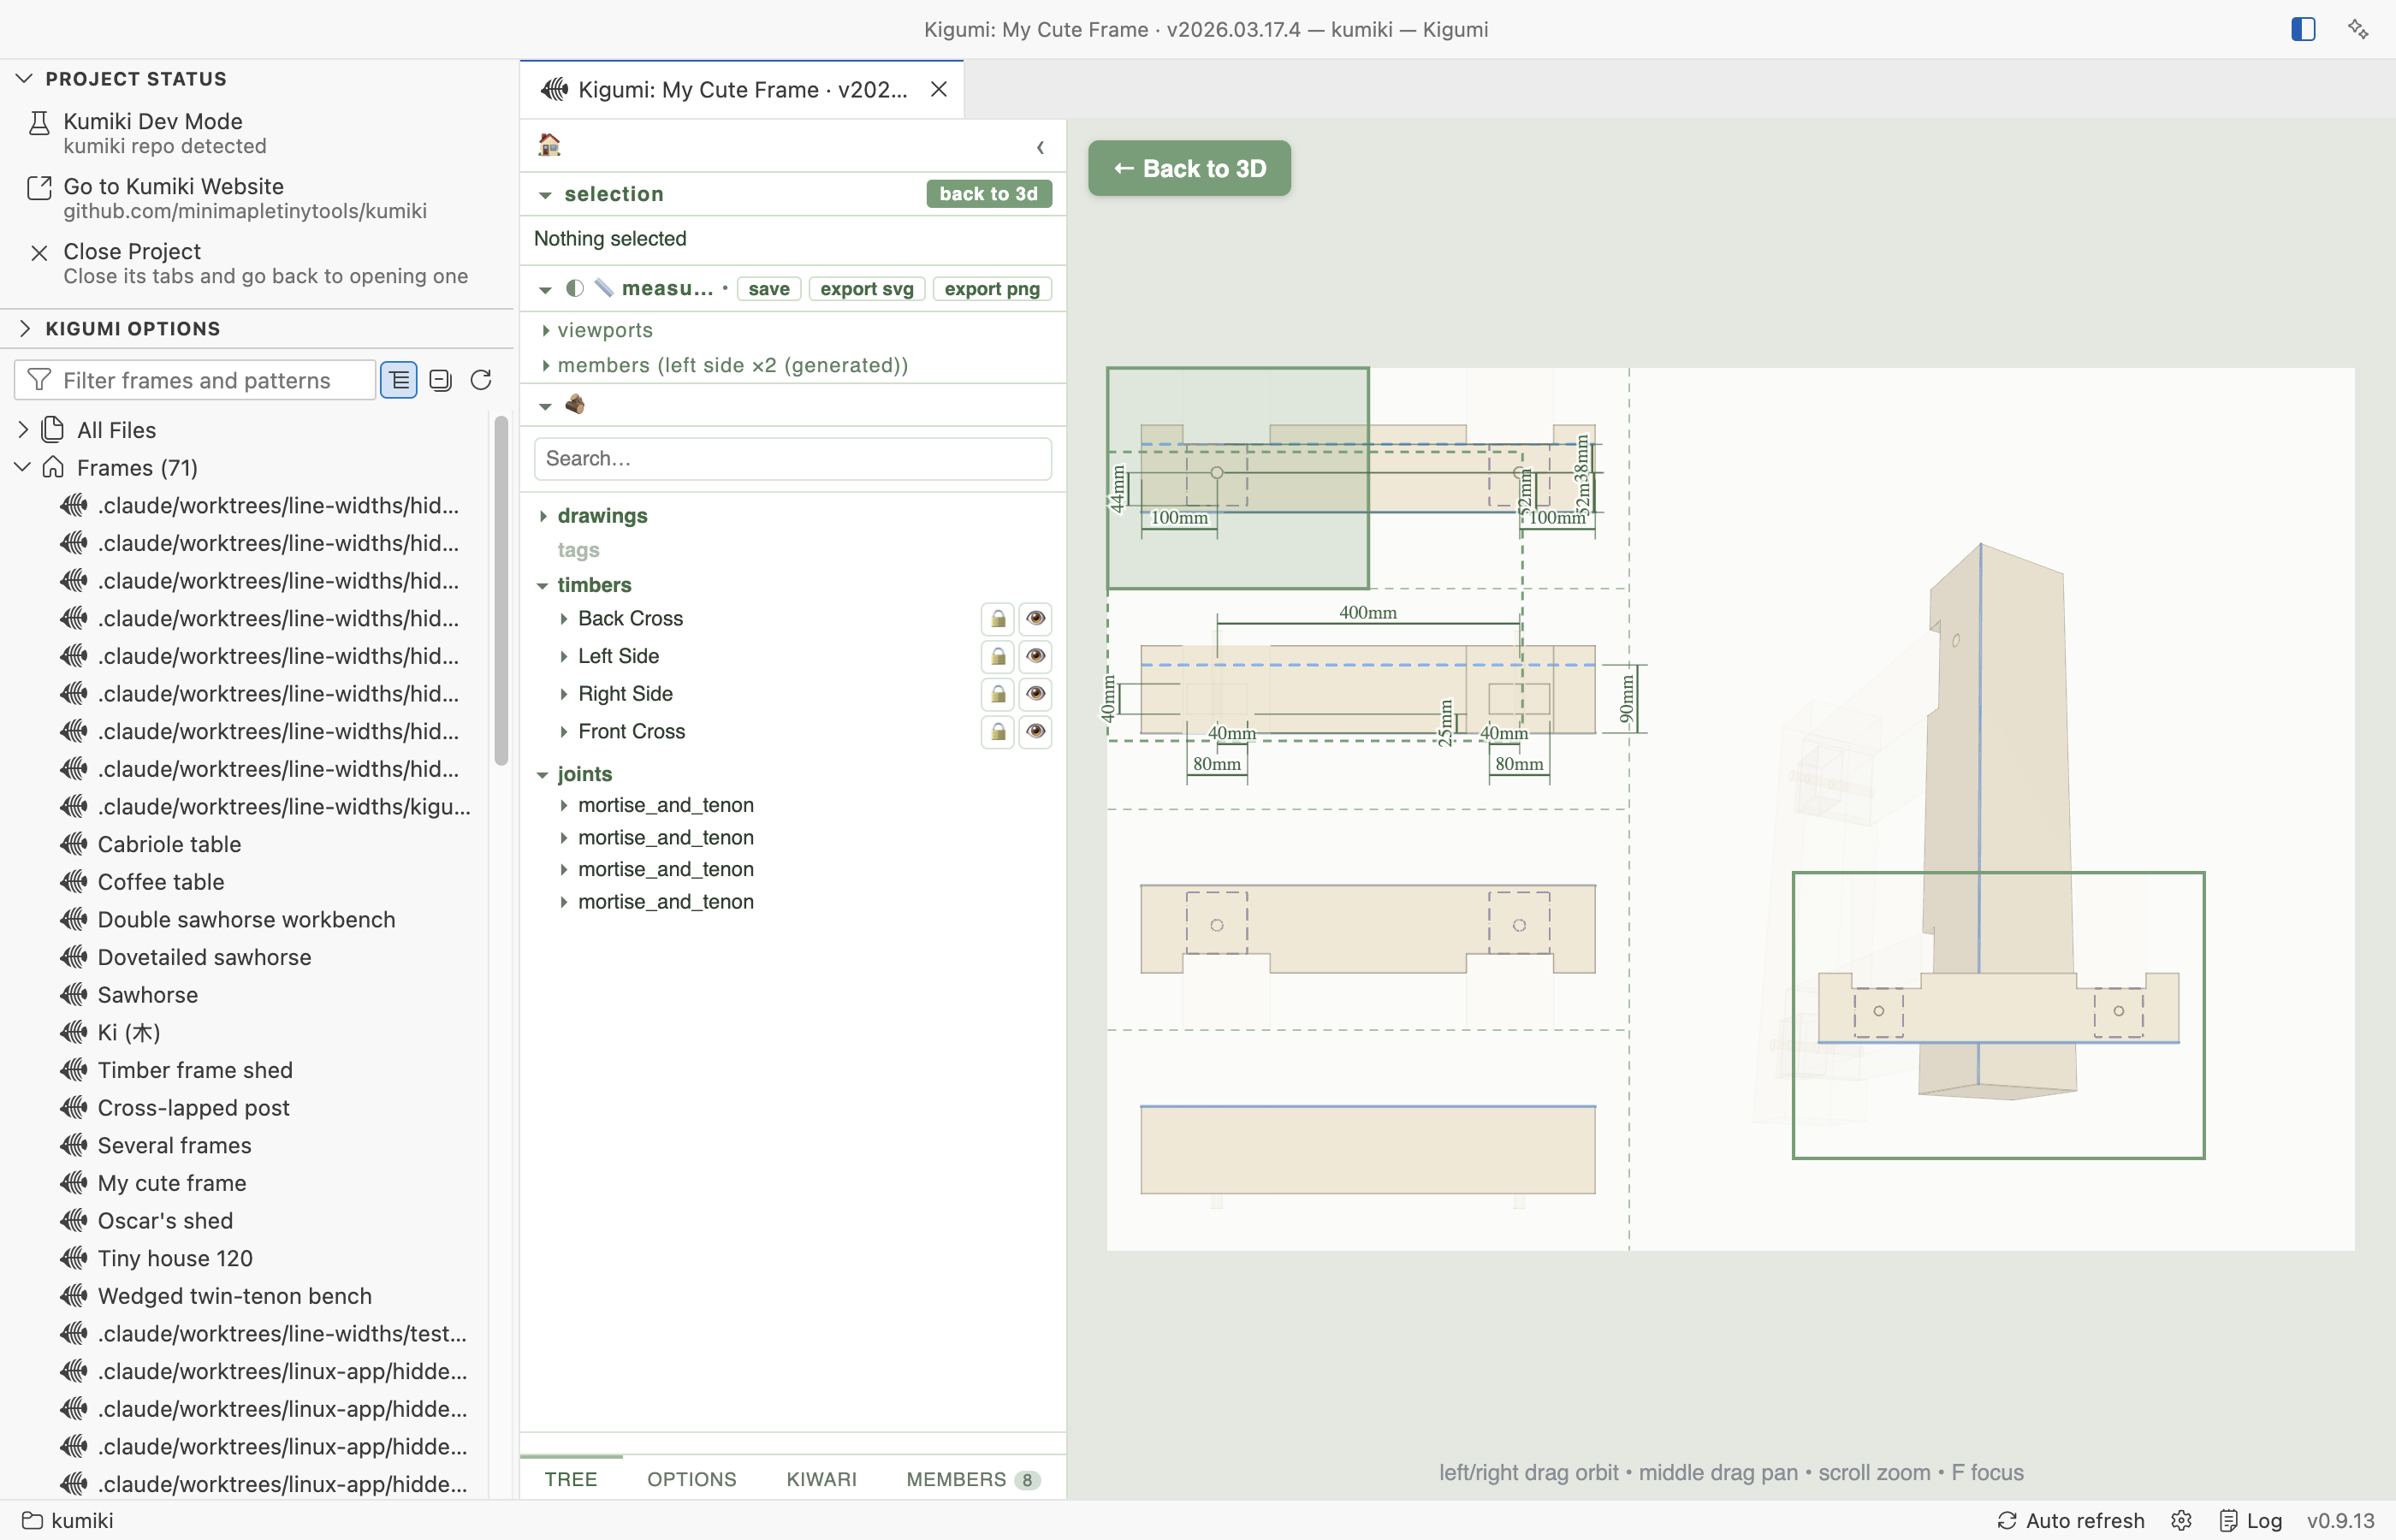 Kigumi: My Cute Frame · v2026.03.17.4 — kumiki — Kigumi
PROJECT STATUS
Kumiki Dev Mode
kumiki repo detected
Go to Kumiki Website
github.com/minimapletinytools/kumiki
Close Project
Close its tabs and go back to opening one
KIGUMI OPTIONS
Filter frames and patterns
All Files
Frames (71)
.claude/worktrees/line-widths/hid...
.claude/worktrees/line-widths/hid...
.claude/worktrees/line-widths/hid...
.claude/worktrees/line-widths/hid...
.claude/worktrees/line-widths/hid...
.claude/worktrees/line-widths/hid...
.claude/worktrees/line-widths/hid...
.claude/worktrees/line-widths/hid...
.claude/worktrees/line-widths/kigu...
Cabriole table
Coffee table
Double sawhorse workbench
Dovetailed sawhorse
Sawhorse
Ki (木)
Timber frame shed
Cross-lapped post
Several frames
My cute frame
Oscar's shed
Tiny house 120
Wedged twin-tenon bench
.claude/worktrees/line-widths/test...
.claude/worktrees/linux-app/hidde...
.claude/worktrees/linux-app/hidde...
.claude/worktrees/linux-app/hidde...
.claude/worktrees/linux-app/hidde...
Kigumi: My Cute Frame · v202...
selection
back to 3d
Nothing selected
measu... •
save
export svg
export png
viewports
members (left side ×2 (generated))
Search...
drawings
tags
timbers
Back Cross
Left Side
Right Side
Front Cross
joints
mortise_and_tenon
mortise_and_tenon
mortise_and_tenon
mortise_and_tenon
TREE
OPTIONS
KIWARI
MEMBERS 8
← Back to 3D
44mm
100mm
52mm
38mm
52m
100mm
400mm
40mm
40mm
80mm
25mm
40mm
80mm
90mm
left/right drag orbit • middle drag pan • scroll zoom • F focus
kumiki
Auto refresh
Log
v0.9.13